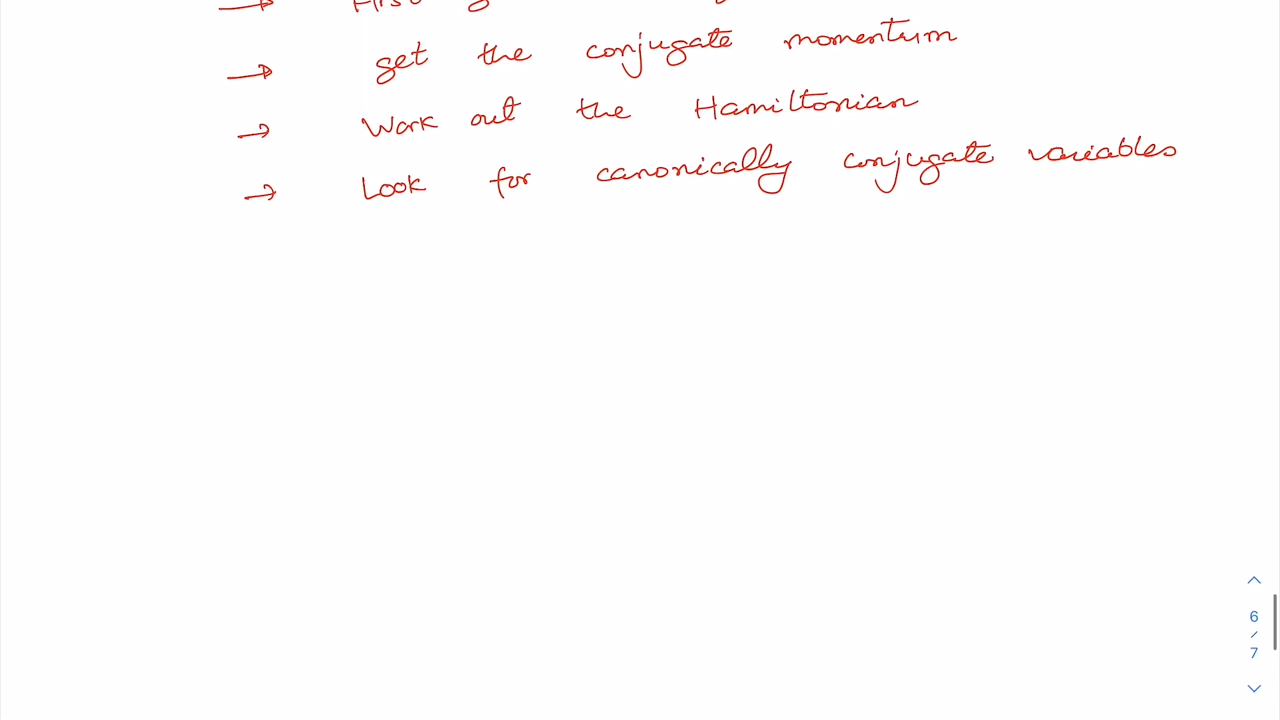 → get the conjugate momentum
→ Work out the Hamiltonian
→ Look for canonically conjugate variables
6
/
7